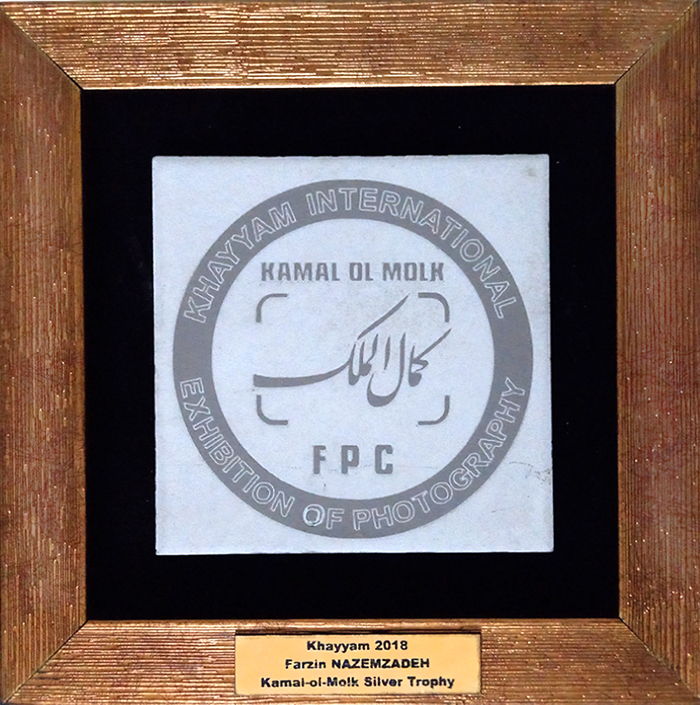 KHAYYAM INTERNATIONAL
KAMAL OL MOLK
کمال الملک
FPC
EXHIBITION OF PHOTOGRAPHY
Khayyam 2018
Farzin NAZEMZADEH
Kamal-ol-Molk Silver Trophy